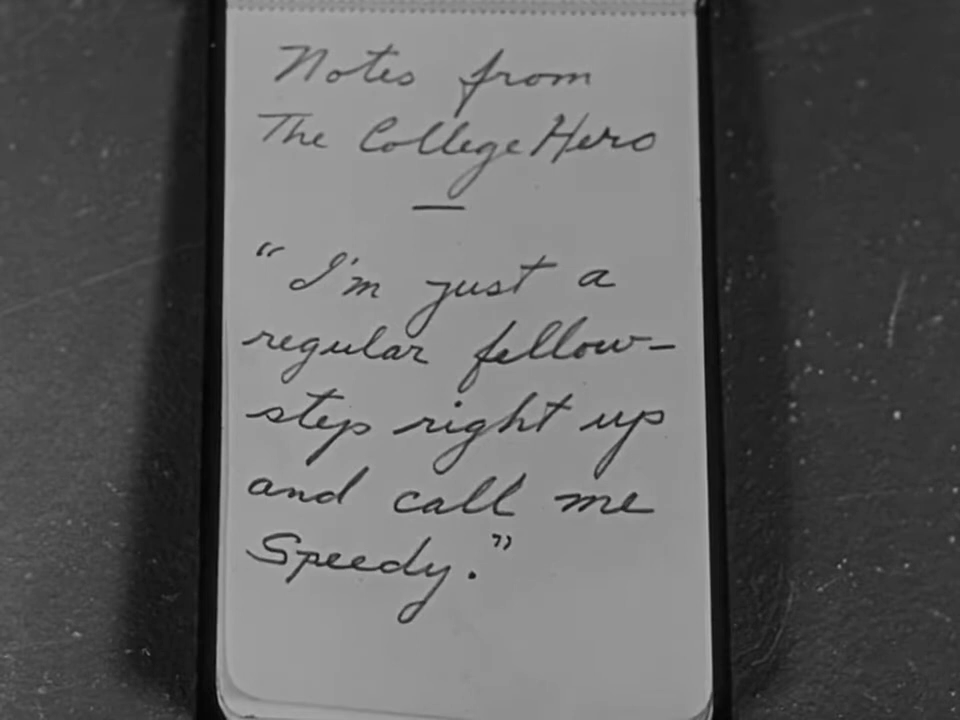 Notes from
The College Hero
—
"I'm just a
regular fellow–
step right up
and call me
Speedy."